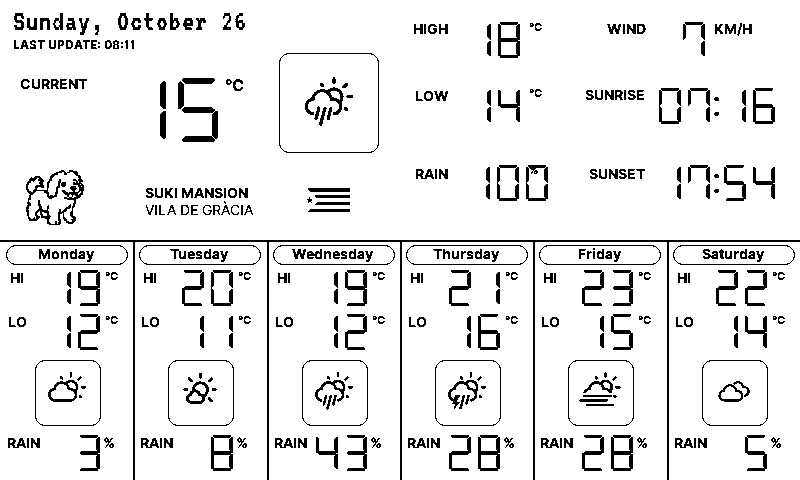 Sunday, October 26
LAST UPDATE: 08:11
CURRENT 15 °C
HIGH 18 °C
LOW 14 °C
RAIN 100%
WIND 7 KM/H
SUNRISE 07:16
SUNSET 17:54
SUKI MANSION
VILA DE GRÀCIA
Monday
HI 19 °C
LO 12 °C
RAIN 3%
Tuesday
HI 20 °C
LO 11 °C
RAIN 8%
Wednesday
HI 19 °C
LO 12 °C
RAIN 43%
Thursday
HI 21 °C
LO 16 °C
RAIN 28%
Friday
HI 23 °C
LO 15 °C
RAIN 28%
Saturday
HI 22 °C
LO 14 °C
RAIN 5%